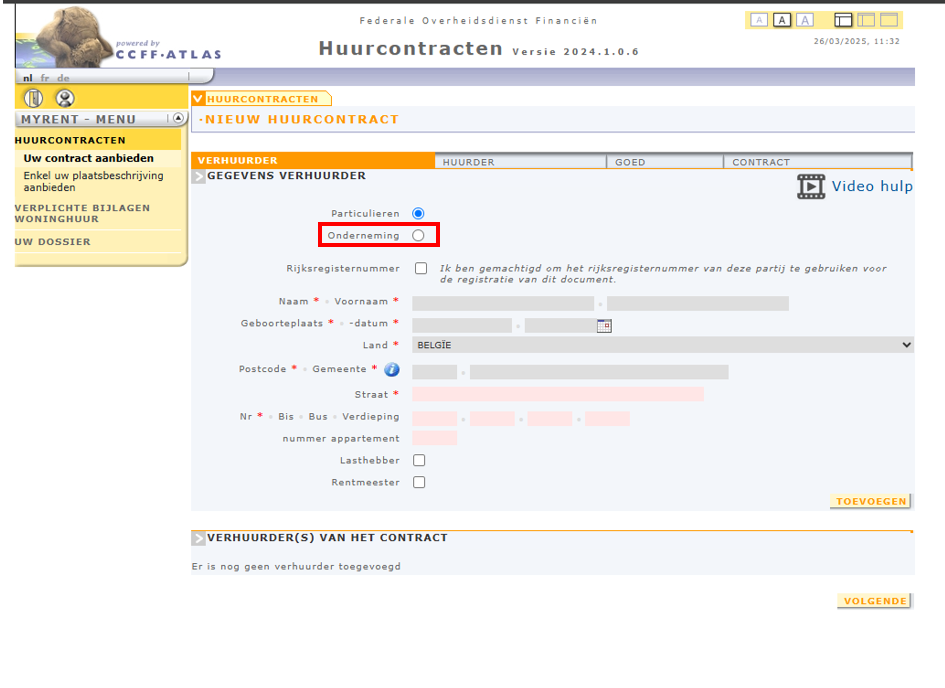 Federale Overheidsdienst Financiën
Huurcontracten Versie 2024.1.0.6
A A A
26/03/2025, 11:32
powered by
CCFF-ATLAS
nl fr de
MYRENT - MENU
HUURCONTRACTEN
Uw contract aanbieden
Enkel uw plaatsbeschrijving
aanbieden
VERPLICHTE BIJLAGEN
WONINGHUUR
UW DOSSIER
HUURCONTRACTEN
·NIEUW HUURCONTRACT
VERHUURDER HUURDER GOED CONTRACT
GEGEVENS VERHUURDER
Video hulp
Particulieren
Onderneming
Rijksregisternummer Ik ben gemachtigd om het rijksregisternummer van deze partij te gebruiken voor
de registratie van dit document.
Naam * Voornaam *
Geboorteplaats * -datum *
Land * BELGÏE
Postcode * Gemeente * i
Straat *
Nr * Bis Bus Verdieping
nummer appartement
Lasthebber
Rentmeester
TOEVOEGEN
VERHUURDER(S) VAN HET CONTRACT
Er is nog geen verhuurder toegevoegd
VOLGENDE